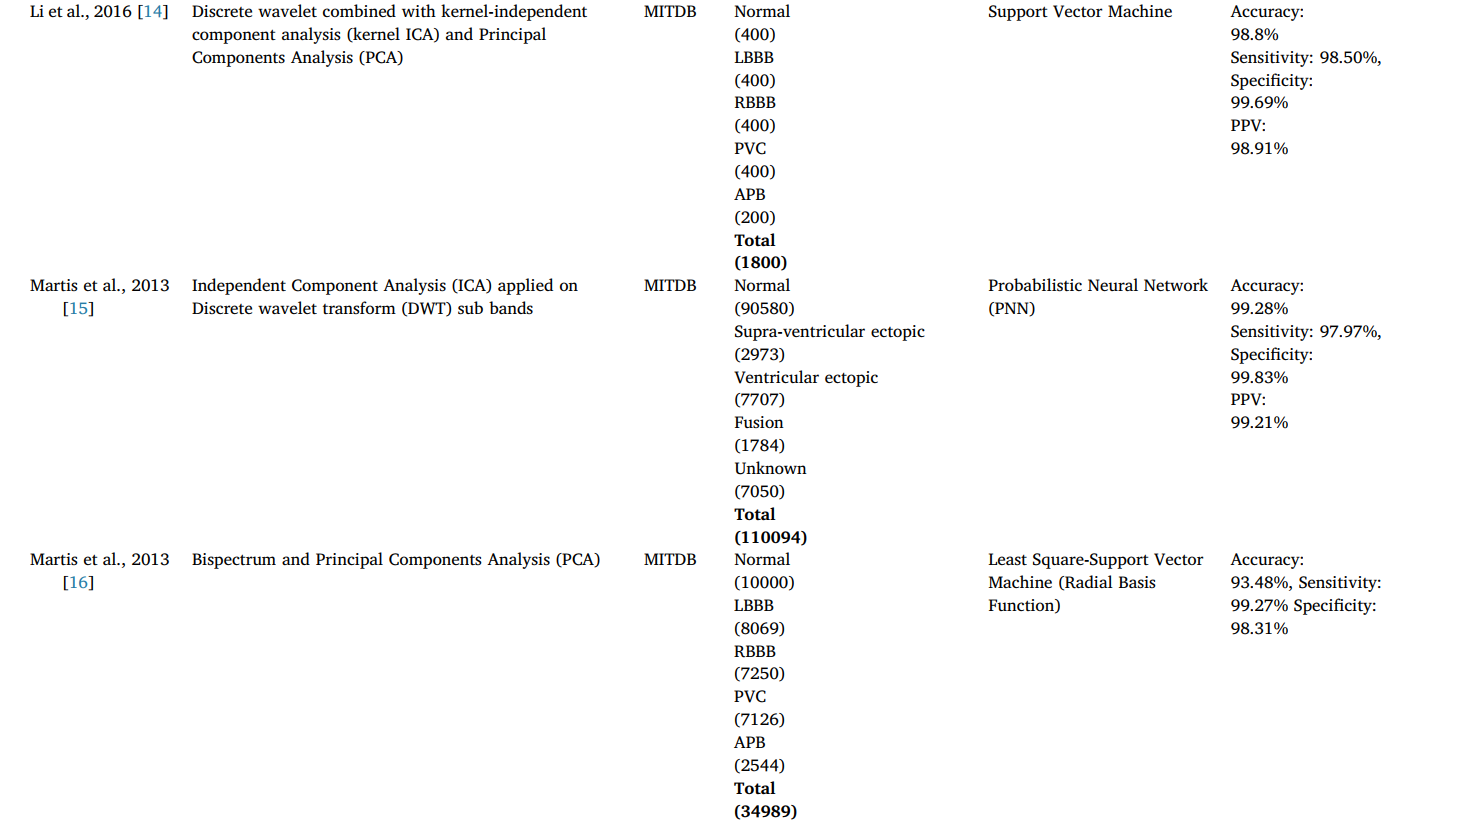 Li et al., 2016 [14]
Discrete wavelet combined with kernel-independent
component analysis (kernel ICA) and Principal
Components Analysis (PCA)
MITDB
Normal
(400)
LBBB
(400)
RBBB
(400)
PVC
(400)
APB
(200)
Total
(1800)
Support Vector Machine
Accuracy:
98.8%
Sensitivity: 98.50%,
Specificity:
99.69%
PPV:
98.91%
Martis et al., 2013
[15]
Independent Component Analysis (ICA) applied on
Discrete wavelet transform (DWT) sub bands
MITDB
Normal
(90580)
Supra-ventricular ectopic
(2973)
Ventricular ectopic
(7707)
Fusion
(1784)
Unknown
(7050)
Total
(110094)
Probabilistic Neural Network
(PNN)
Accuracy:
99.28%
Sensitivity: 97.97%,
Specificity:
99.83%
PPV:
99.21%
Martis et al., 2013
[16]
Bispectrum and Principal Components Analysis (PCA)
MITDB
Normal
(10000)
LBBB
(8069)
RBBB
(7250)
PVC
(7126)
APB
(2544)
Total
(34989)
Least Square-Support Vector
Machine (Radial Basis
Function)
Accuracy:
93.48%, Sensitivity:
99.27% Specificity:
98.31%